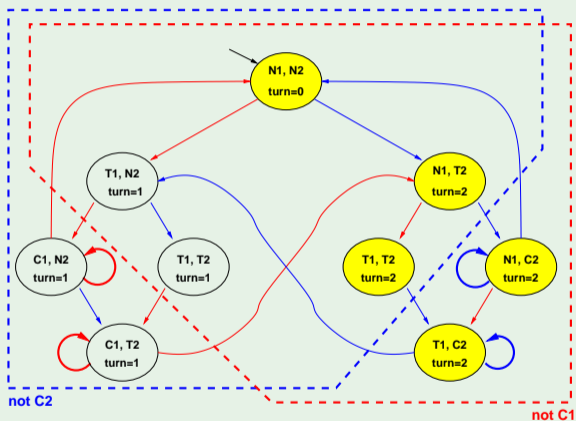 N1, N2
turn=0
T1, N2
turn=1
N1, T2
turn=2
C1, N2
turn=1
T1, T2
turn=1
T1, T2
turn=2
N1, C2
turn=2
C1, T2
turn=1
T1, C2
turn=2
not C2
not C1